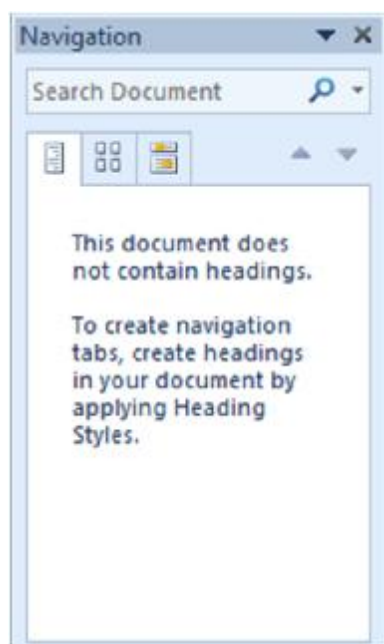 Navigation
Search Document
This document does
not contain headings.
To create navigation
tabs, create headings
in your document by
applying Heading
Styles.